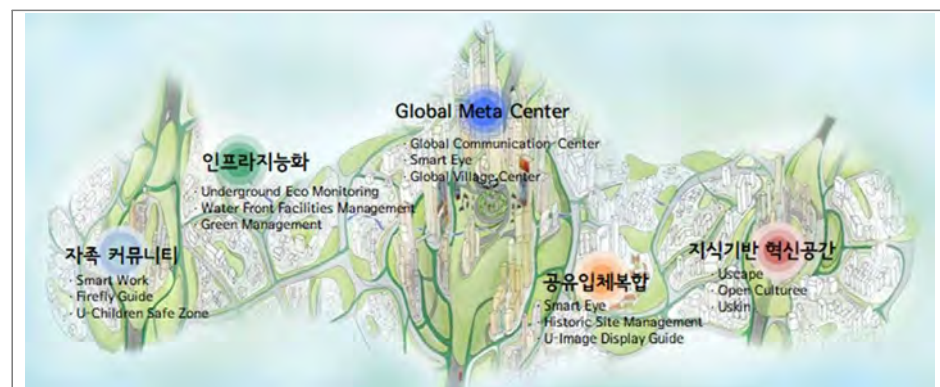 Global Meta Center
· Global Communication Center
· Smart Eye
· Global Village Center
인프라지능화
· Underground Eco Monitoring
· Water Front Facilities Management
· Green Management
자족 커뮤니티
· Smart Work
· Firefly Guide
· U-Children Safe Zone
공유입체복합
· Smart Eye
· Historic Site Management
· U-Image Display Guide
지식기반 혁신공간
· Uscape
· Open Culturee
· Uskin